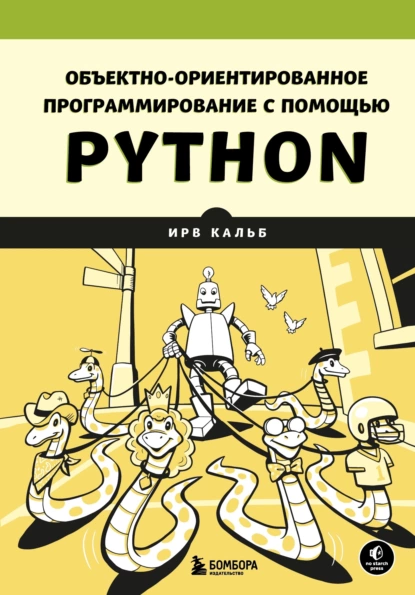 ОБЪЕКТНО-ОРИЕНТИРОВАННОЕ
ПРОГРАММИРОВАНИЕ С ПОМОЩЬЮ
PYTHON
ИРВ КАЛЬБ
БОМБОРА
ИЗДАТЕЛЬСТВО
no starch
press